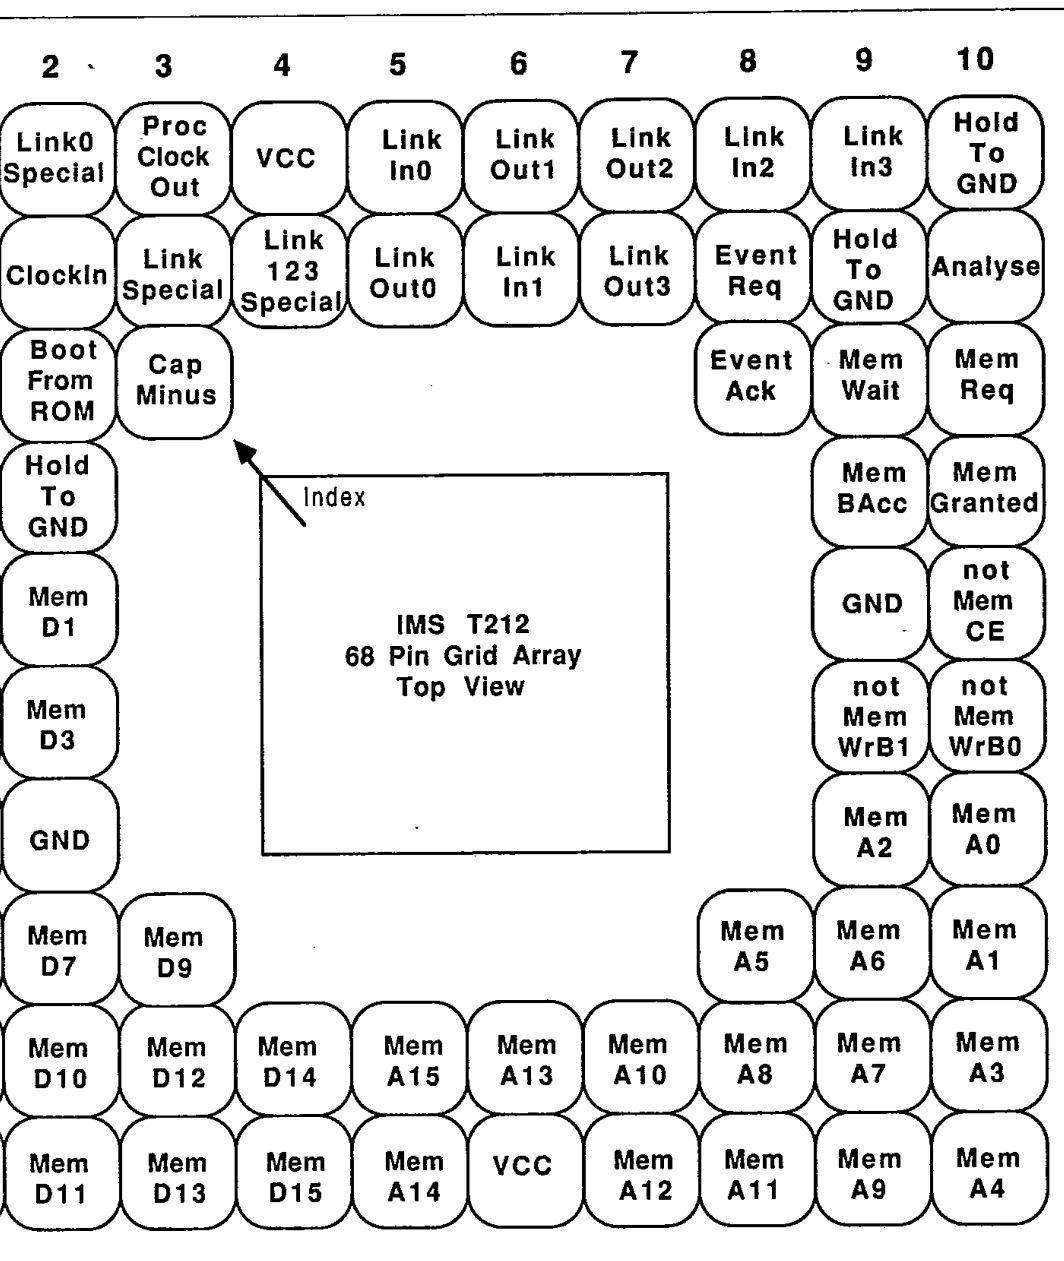 2 3 4 5 6 7 8 9 10
Link0 Special
Proc Clock Out
VCC
Link In0
Link Out1
Link Out2
Link In2
Link In3
Hold To GND
ClockIn
Link Special
Link 123 Special
Link Out0
Link In1
Link Out3
Event Req
Hold To GND
Analyse
Boot From ROM
Cap Minus
Event Ack
Mem Wait
Mem Req
Hold To GND
Index
Mem BAcc
Mem Granted
Mem D1
IMS T212
68 Pin Grid Array
Top View
GND
not Mem CE
Mem D3
not Mem WrB1
not Mem WrB0
GND
Mem A2
Mem A0
Mem D7
Mem D9
Mem A5
Mem A6
Mem A1
Mem D10
Mem D12
Mem D14
Mem A15
Mem A13
Mem A10
Mem A8
Mem A7
Mem A3
Mem D11
Mem D13
Mem D15
Mem A14
VCC
Mem A12
Mem A11
Mem A9
Mem A4